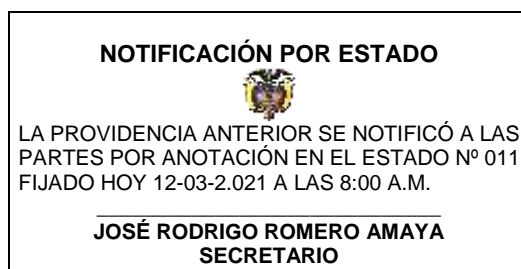 NOTIFICACIÓN POR ESTADO
LA PROVIDENCIA ANTERIOR SE NOTIFICÓ A LAS
PARTES POR ANOTACIÓN EN EL ESTADO Nº 011
FIJADO HOY 12-03-2.021 A LAS 8:00 A.M.
JOSÉ RODRIGO ROMERO AMAYA
SECRETARIO